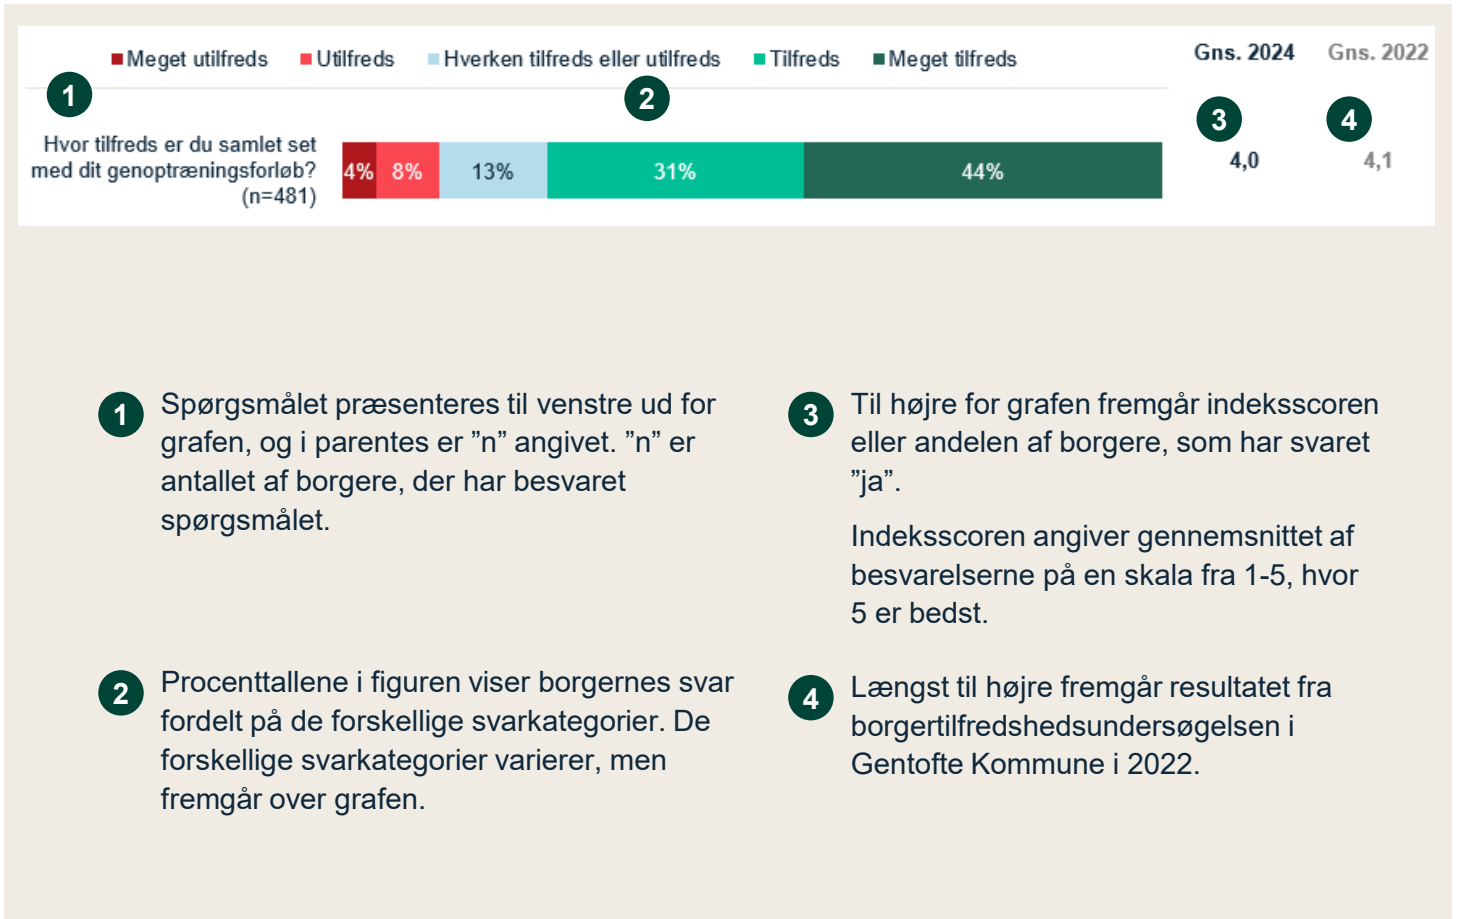 Meget utilfreds Utilfreds Hverken tilfreds eller utilfreds Tilfreds Meget tilfreds Gns. 2024 Gns. 2022
1 2 3 4
Hvor tilfreds er du samlet set
med dit genoptræningsforløb?
(n=481)
4% 8% 13% 31% 44% 4,0 4,1
1 Spørgsmålet præsenteres til venstre ud for
grafen, og i parentes er ”n” angivet. ”n” er
antallet af borgere, der har besvaret
spørgsmålet.
2 Procenttallene i figuren viser borgernes svar
fordelt på de forskellige svarkategorier. De
forskellige svarkategorier varierer, men
fremgår over grafen.
3 Til højre for grafen fremgår indeksscoren
eller andelen af borgere, som har svaret
”ja”.
Indeksscoren angiver gennemsnittet af
besvarelserne på en skala fra 1-5, hvor
5 er bedst.
4 Længst til højre fremgår resultatet fra
borgertilfredshedsundersøgelsen i
Gentofte Kommune i 2022.